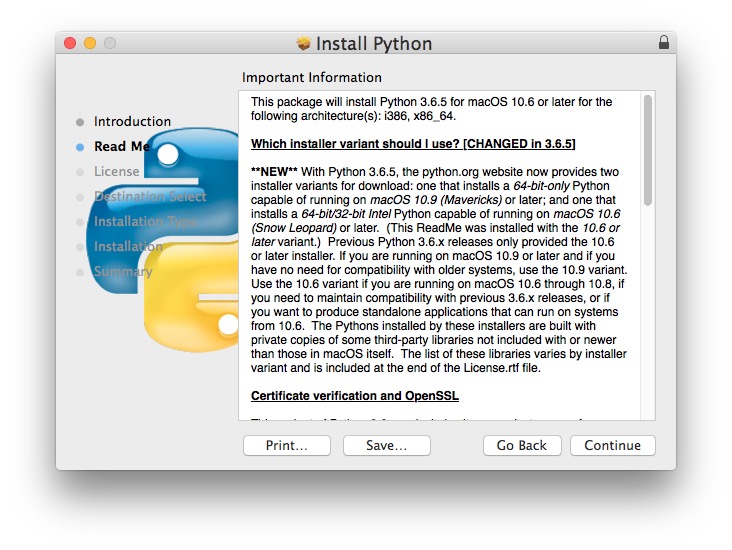 Install Python
Important Information
Introduction
Read Me
License
Destination Select
Installation Type
Installation
Summary
This package will install Python 3.6.5 for macOS 10.6 or later for the
following architecture(s): i386, x86_64.
Which installer variant should I use? [CHANGED in 3.6.5]
**NEW** With Python 3.6.5, the python.org website now provides two
installer variants for download: one that installs a 64-bit-only Python
capable of running on macOS 10.9 (Mavericks) or later; and one that
installs a 64-bit/32-bit Intel Python capable of running on macOS 10.6
(Snow Leopard) or later.  (This ReadMe was installed with the 10.6 or
later variant.)  Previous Python 3.6.x releases only provided the 10.6
or later installer. If you are running on macOS 10.9 or later and if you
have no need for compatibility with older systems, use the 10.9 variant.
Use the 10.6 variant if you are running on macOS 10.6 through 10.8, if
you need to maintain compatibility with previous 3.6.x releases, or if
you want to produce standalone applications that can run on systems
from 10.6.  The Pythons installed by these installers are built with
private copies of some third-party libraries not included with or newer
than those in macOS itself.  The list of these libraries varies by installer
variant and is included at the end of the License.rtf file.
Certificate verification and OpenSSL
Print...
Save...
Go Back
Continue